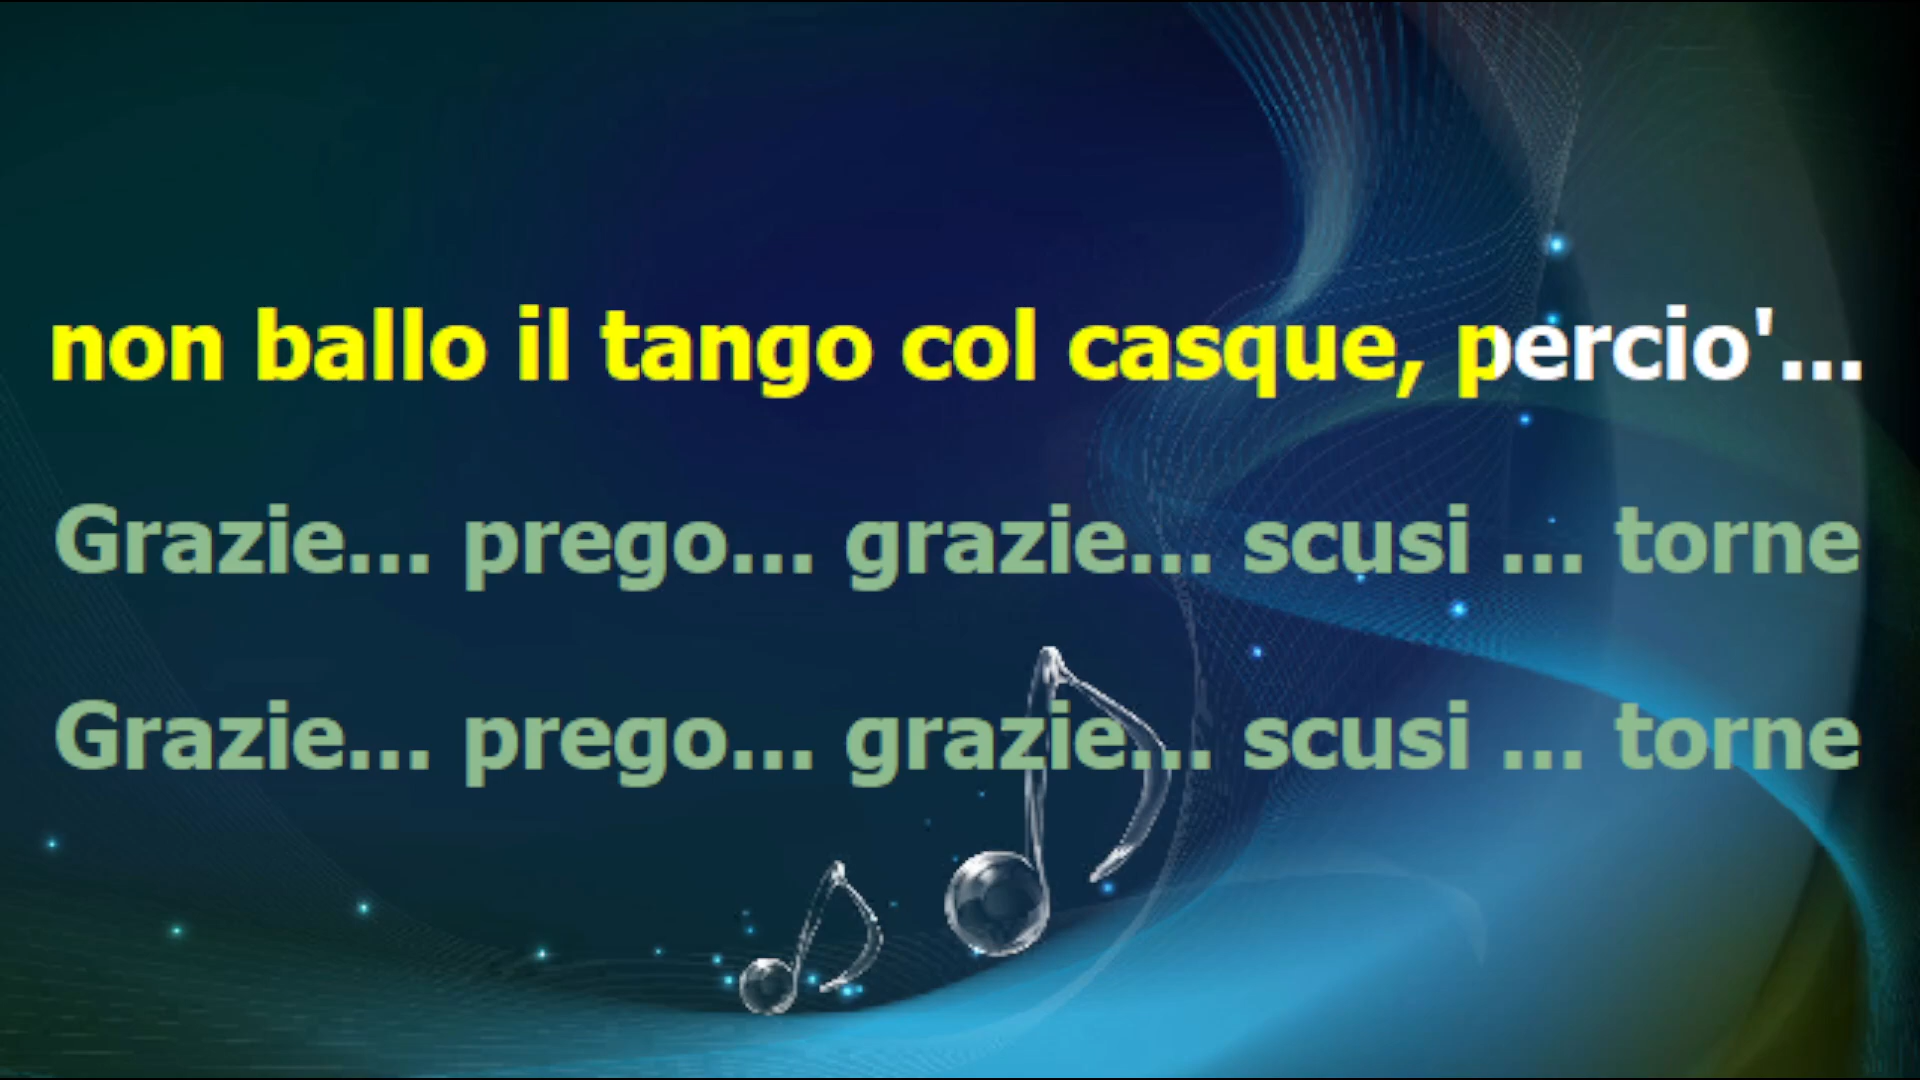 non ballo il tango col casque, percio'...
Grazie... prego... grazie... scusi ... torne
Grazie... prego... grazie... scusi ... torne